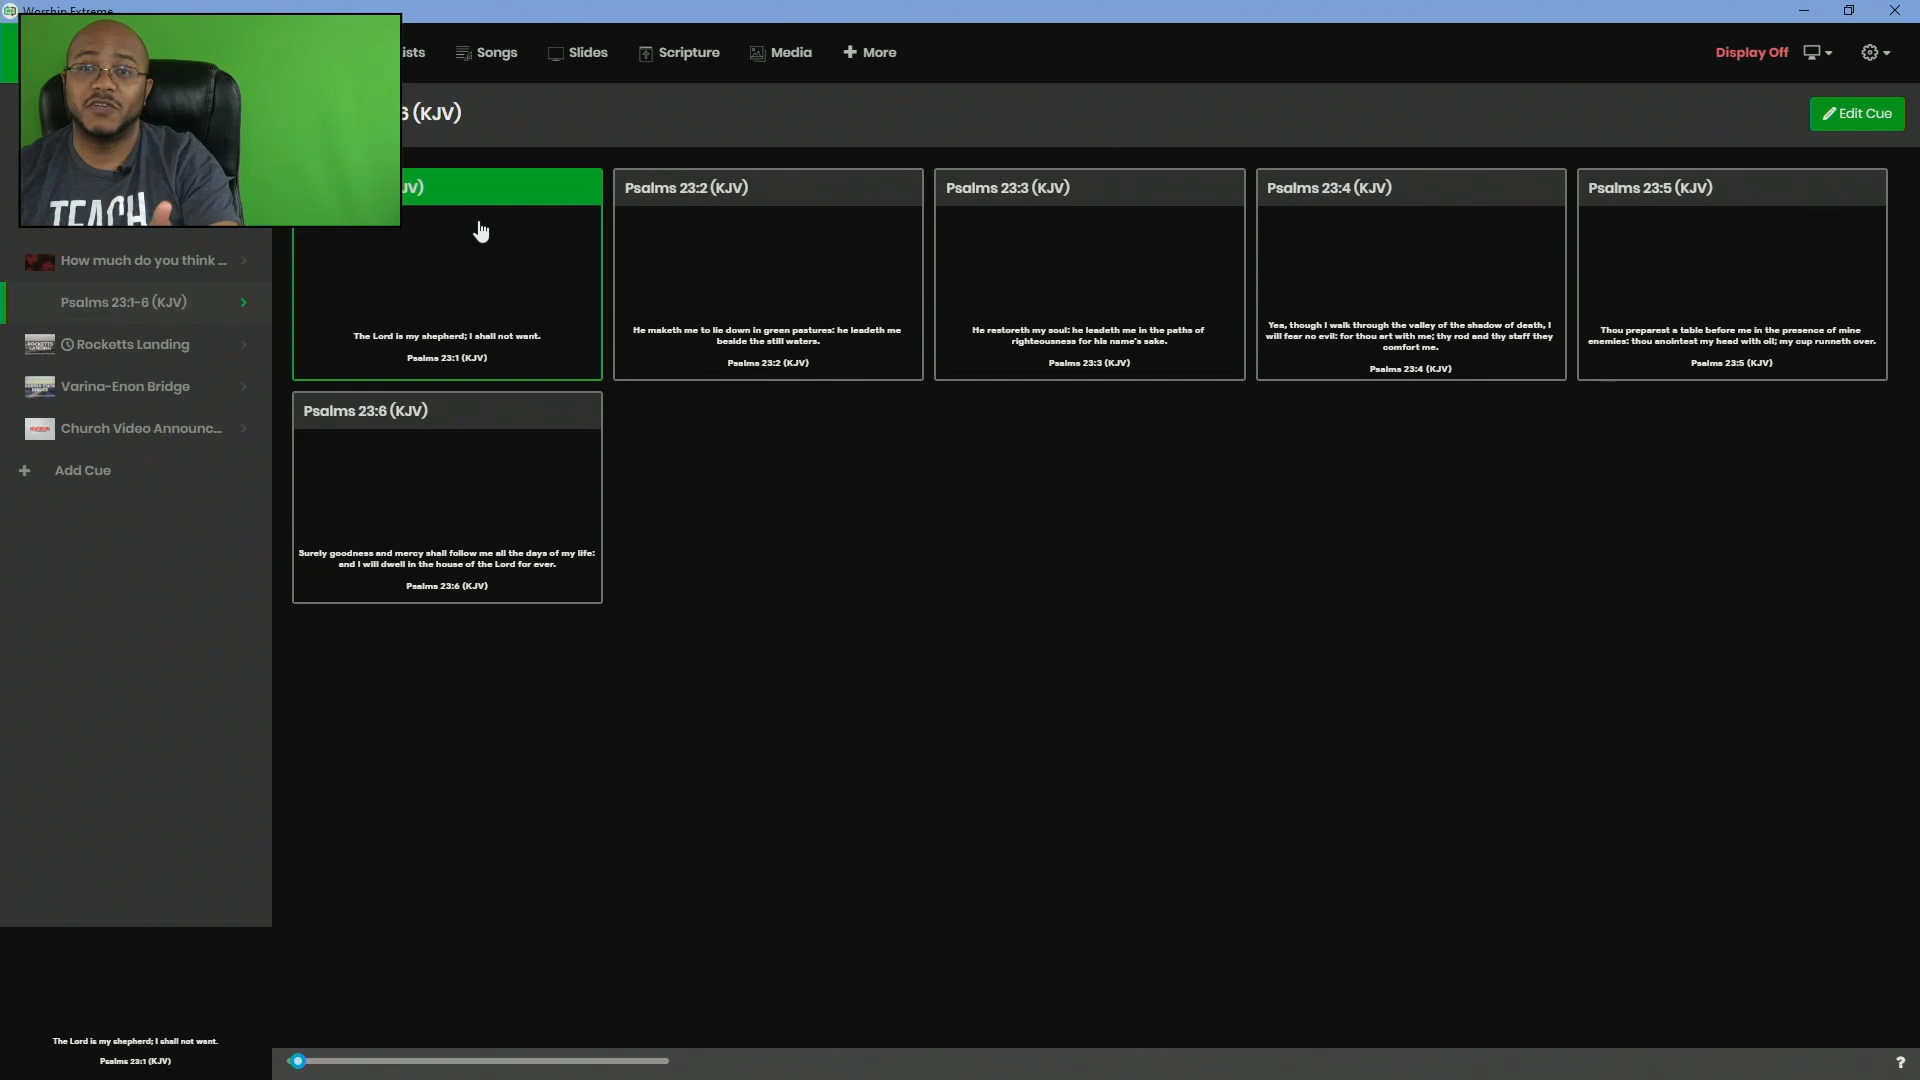 Worship Extreme
TEACH
ists
Songs
Slides
Scripture
Media
More
Display Off
6 (KJV)
Edit Cue
JV)
The Lord is my shepherd; I shall not want.
Psalms 23:1 (KJV)
Psalms 23:2 (KJV)
He maketh me to lie down in green pastures: he leadeth me
beside the still waters.
Psalms 23:2 (KJV)
Psalms 23:3 (KJV)
He restoreth my soul: he leadeth me in the paths of
righteousness for his name's sake.
Psalms 23:3 (KJV)
Psalms 23:4 (KJV)
Yea, though I walk through the valley of the shadow of death, I
will fear no evil: for thou art with me; thy rod and thy staff they
comfort me.
Psalms 23:4 (KJV)
Psalms 23:5 (KJV)
Thou preparest a table before me in the presence of mine
enemies: thou anointest my head with oil; my cup runneth over.
Psalms 23:5 (KJV)
Psalms 23:6 (KJV)
Surely goodness and mercy shall follow me all the days of my life:
and I will dwell in the house of the Lord for ever.
Psalms 23:6 (KJV)
How much do you think ...
Psalms 23:1-6 (KJV)
Rocketts Landing
Varina-Enon Bridge
Church Video Announc...
Add Cue
The Lord is my shepherd; I shall not want.
Psalms 23:1 (KJV)
?